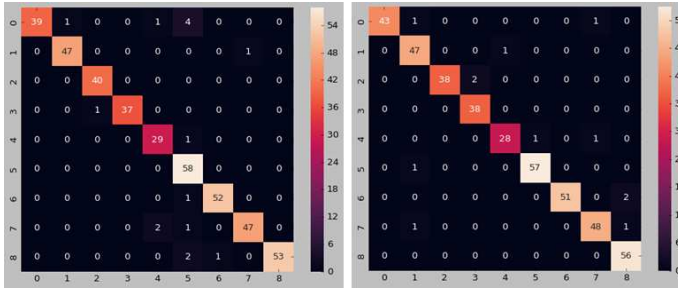 0 39 1 0 0 1 4 0 0 0
1 0 47 0 0 0 0 0 1 0
2 0 0 40 0 0 0 0 0 0
3 0 0 1 37 0 0 0 0 0
4 0 0 0 0 29 1 0 0 0
5 0 0 0 0 0 58 0 0 0
6 0 0 0 0 0 1 52 0 0
7 0 0 0 0 2 1 0 47 0
8 0 0 0 0 0 2 1 0 53
0 1 2 3 4 5 6 7 8
54
48
42
36
30
24
18
12
6
0
0 43 1 0 0 0 0 0 1 0
1 0 47 0 0 1 0 0 0 0
2 0 0 38 2 0 0 0 0 0
3 0 0 0 38 0 0 0 0 0
4 0 0 0 0 28 1 0 1 0
5 0 1 0 0 0 57 0 0 0
6 0 0 0 0 0 0 51 0 2
7 0 1 0 0 0 0 0 48 1
8 0 0 0 0 0 0 0 0 56
0 1 2 3 4 5 6 7 8